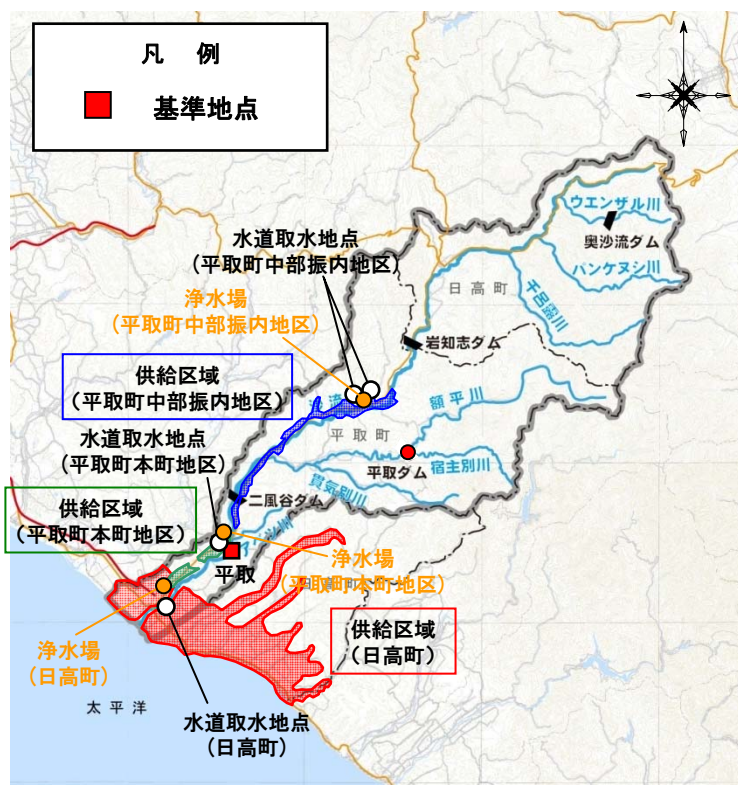 凡 例
基準地点
ウエンザル川
奥沙流ダム
パンケヌシ川
水道取水地点
(平取町中部振内地区)
日高町
千呂露川
浄水場
(平取町中部振内地区)
岩知志ダム
供給区域
(平取町中部振内地区)
額平川
平取町
水道取水地点
(平取町本町地区)
平取ダム
宿主別川
貫気別川
二風谷ダム
供給区域
(平取町本町地区)
浄水場
(平取町本町地区)
平取
供給区域
(日高町)
浄水場
(日高町)
太平洋
水道取水地点
(日高町)